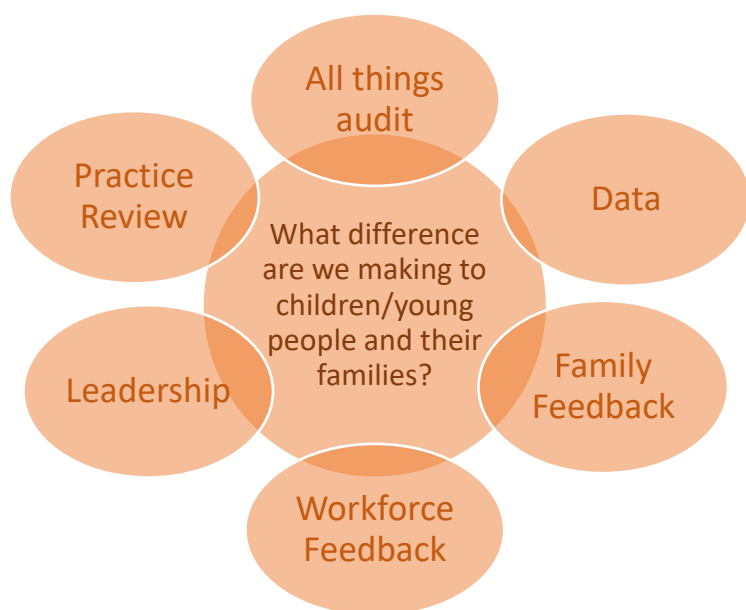 All things
audit
Practice
Review
Data
What difference
are we making to
children/young
people and their
families?
Leadership
Family
Feedback
Workforce
Feedback